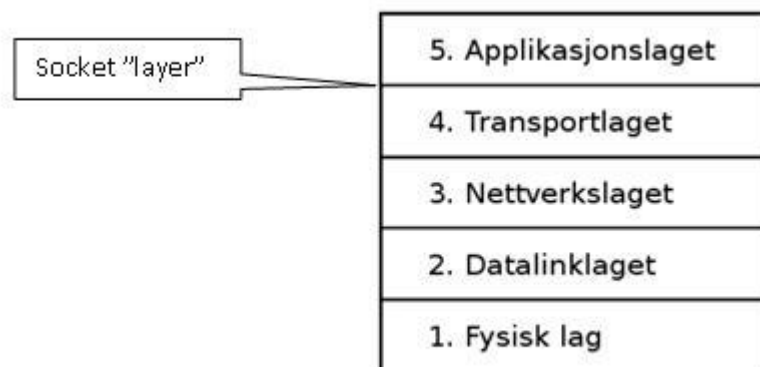 Socket ”layer”
5. Applikasjonslaget
4. Transportlaget
3. Nettverkslaget
2. Datalinklaget
1. Fysisk lag